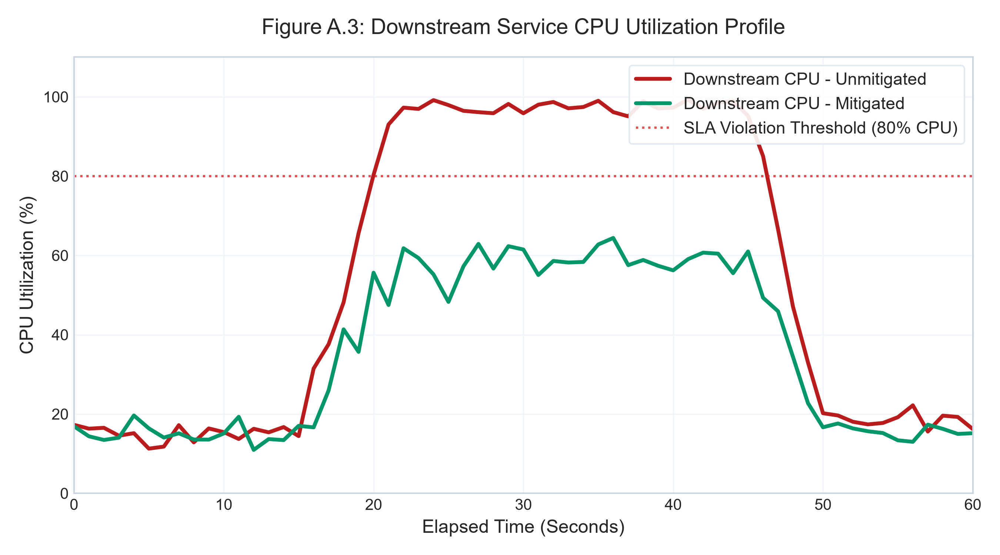 Figure A.3: Downstream Service CPU Utilization Profile
Downstream CPU - Unmitigated
Downstream CPU - Mitigated
SLA Violation Threshold (80% CPU)
CPU Utilization (%)
100
80
60
40
20
0
0 10 20 30 40 50 60
Elapsed Time (Seconds)